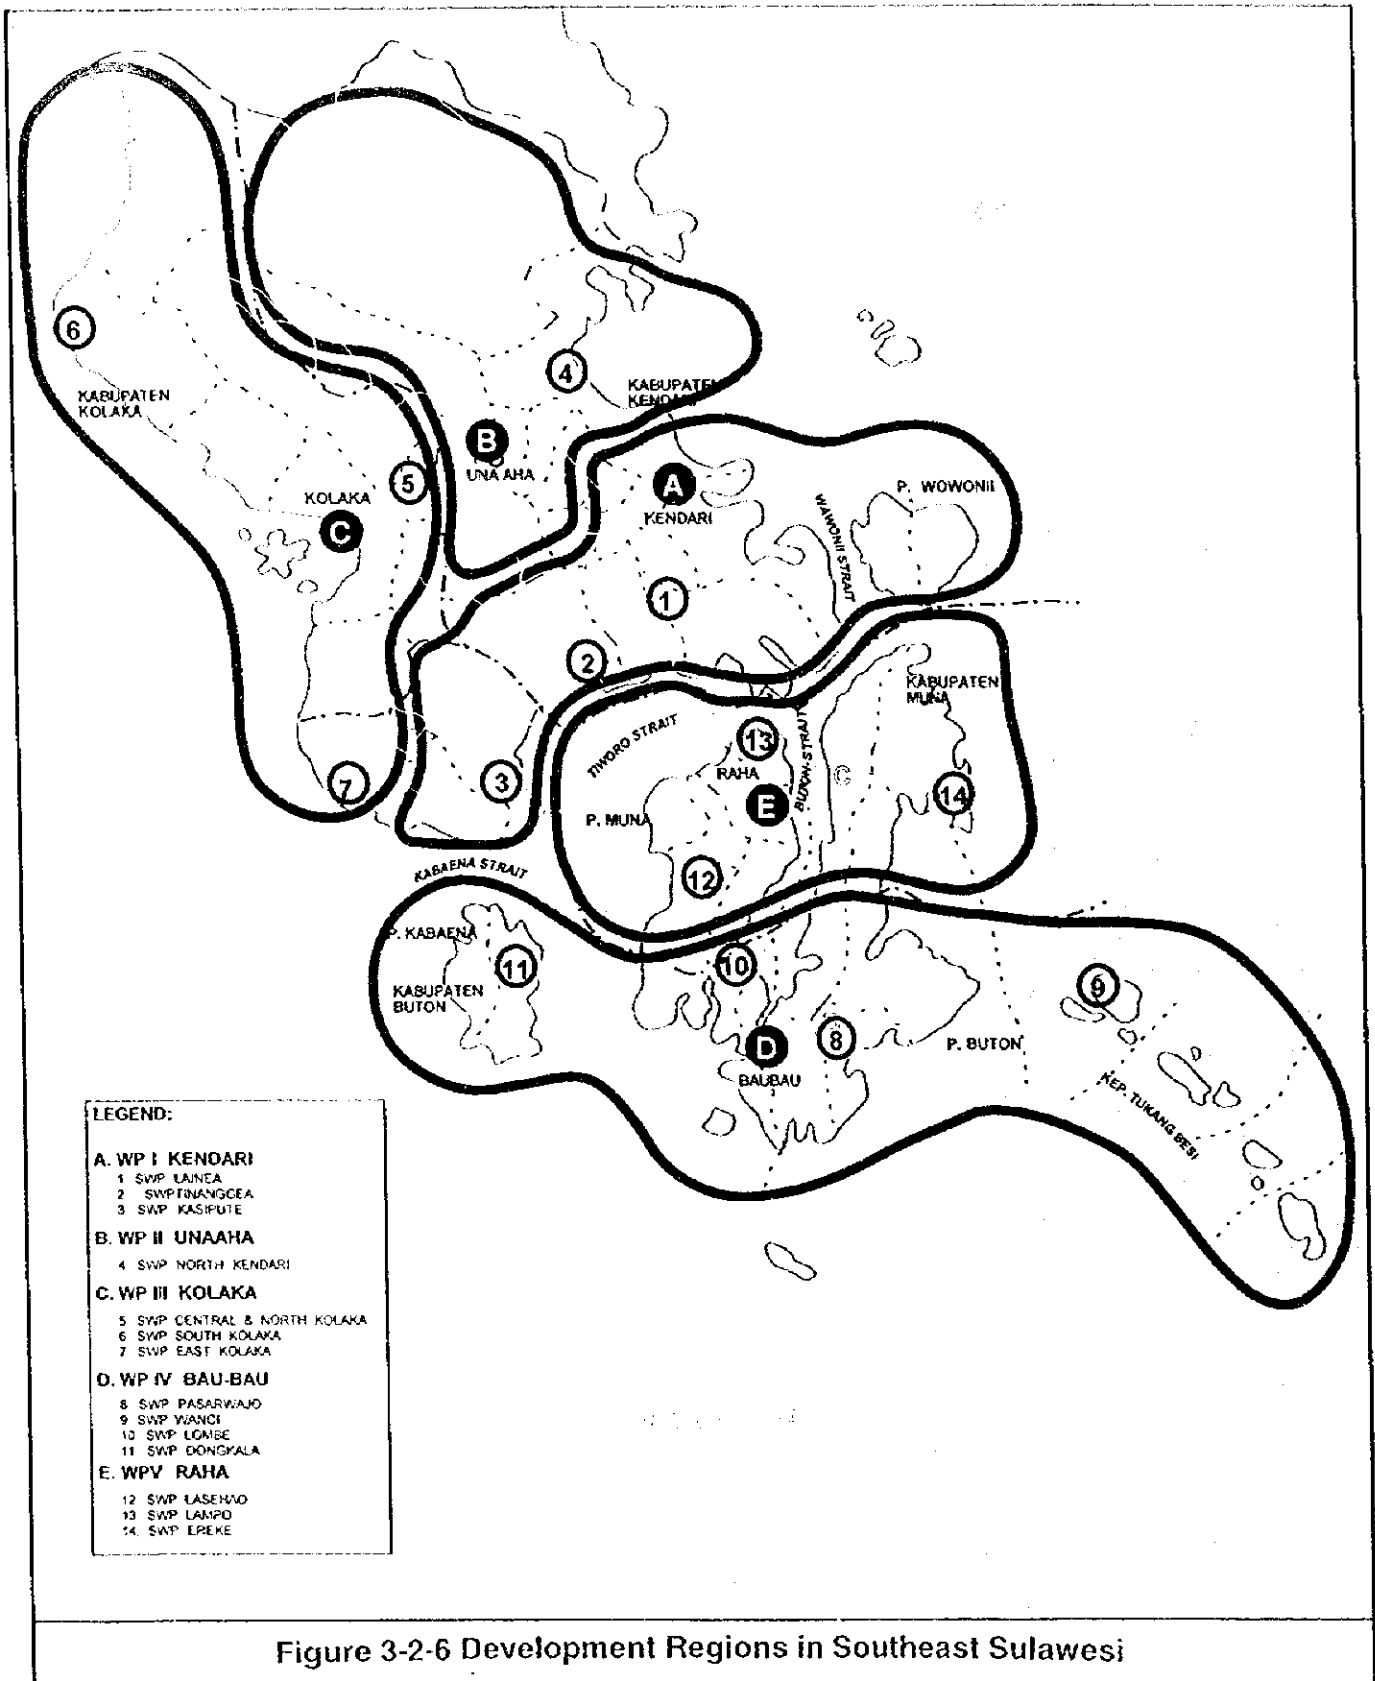 6
KABUPATEN
KOLAKA
4
KABUPATEN
KENDARI
B
UNA AHA
5
KOLAKA
C
A
KENDARI
P. WOWONII
WAWONII STRAIT
1
2
KABUPATEN
MUNA
TIWORO STRAIT
13
RAHA
BUTON STRAIT
7
3
E
14
P. MUNA
12
KABAENA STRAIT
P. KABAENA
11
KABUPATEN
BUTON
10
9
D
8
BAUBAU
P. BUTON
KEP. TUKANG BESI
LEGEND:
A. WP I KENDARI
1 SWP LAINEA
2 SWPTINANGGEA
3 SWP KASIPUTE
B. WP II UNAAHA
4 SWP NORTH KENDARI
C. WP III KOLAKA
5 SWP CENTRAL & NORTH KOLAKA
6 SWP SOUTH KOLAKA
7 SWP EAST KOLAKA
D. WP IV BAU-BAU
8 SWP PASARWAJO
9 SWP WANCI
10 SWP LOMBE
11 SWP DONGKALA
E. WPV RAHA
12 SWP LASEHAO
13 SWP LAMPO
14. SWP EREKE
Figure 3-2-6 Development Regions in Southeast Sulawesi